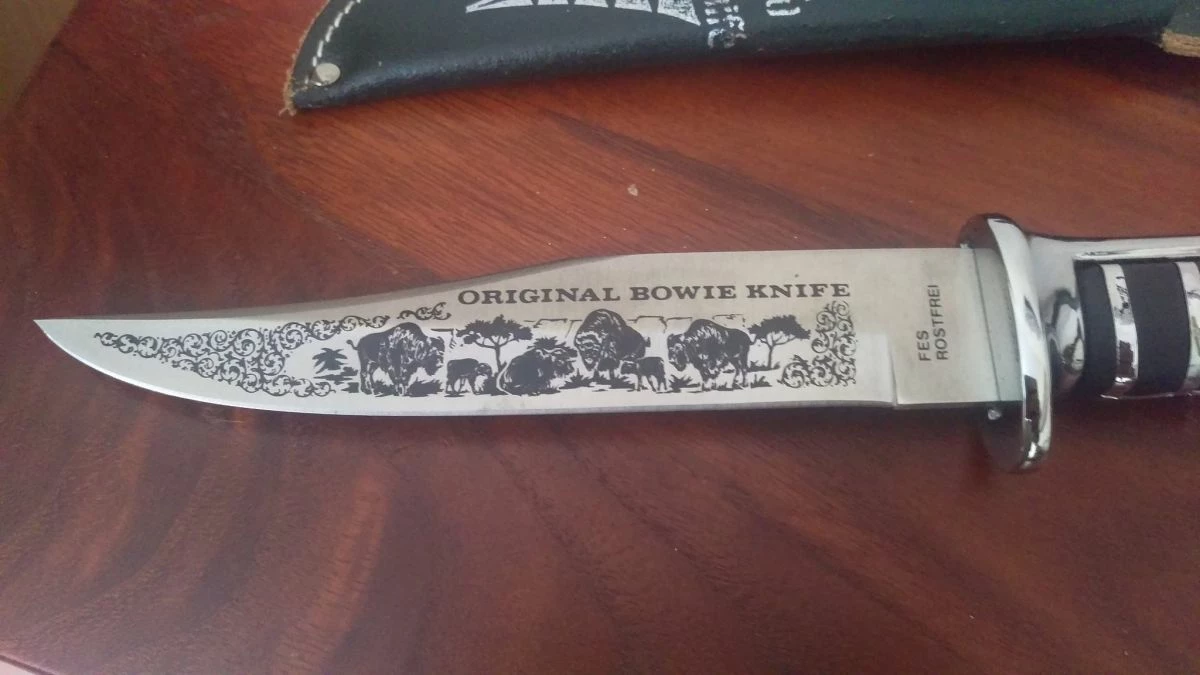 ORIGINAL BOWIE KNIFE
FES
ROSTFREI